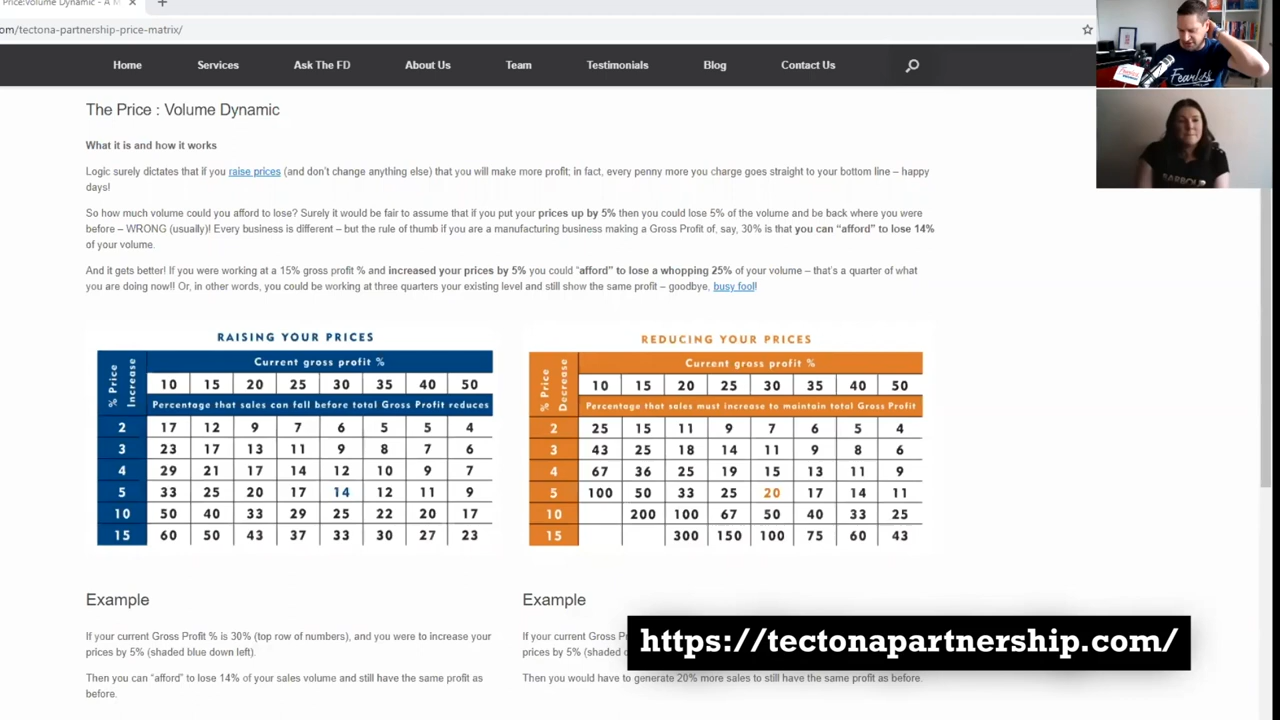 Price:Volume Dynamic - A M
om/tectona-partnership-price-matrix/
Home Services Ask The FD About Us Team Testimonials Blog Contact Us
The Price : Volume Dynamic
What it is and how it works
Logic surely dictates that if you raise prices (and don't change anything else) that you will make more profit; in fact, every penny more you charge goes straight to your bottom line – happy
days!
So how much volume could you afford to lose? Surely it would be fair to assume that if you put your prices up by 5% then you could lose 5% of the volume and be back where you were
before – WRONG (usually)! Every business is different – but the rule of thumb if you are a manufacturing business making a Gross Profit of, say, 30% is that you can "afford" to lose 14%
of your volume.
And it gets better! If you were working at a 15% gross profit % and increased your prices by 5% you could "afford" to lose a whopping 25% of your volume – that's a quarter of what
you are doing now!! Or, in other words, you could be working at three quarters your existing level and still show the same profit – goodbye, busy fool!
RAISING YOUR PRICES
% Price Increase
Current gross profit %
10 15 20 25 30 35 40 50
Percentage that sales can fall before total Gross Profit reduces
2 17 12 9 7 6 5 5 4
3 23 17 13 11 9 8 7 6
4 29 21 17 14 12 10 9 7
5 33 25 20 17 14 12 11 9
10 50 40 33 29 25 22 20 17
15 60 50 43 37 33 30 27 23
REDUCING YOUR PRICES
% Price Decrease
Current gross profit %
10 15 20 25 30 35 40 50
Percentage that sales must increase to maintain total Gross Profit
2 25 15 11 9 7 6 5 4
3 43 25 18 14 11 9 8 6
4 67 36 25 19 15 13 11 9
5 100 50 33 25 20 17 14 11
10 200 100 67 50 40 33 25
15 300 150 100 75 60 43
Example
If your current Gross Profit % is 30% (top row of numbers), and you were to increase your
prices by 5% (shaded blue down left).
Then you can "afford" to lose 14% of your sales volume and still have the same profit as
before.
Example
If your current Gross P
prices by 5% (shaded
Then you would have to generate 20% more sales to still have the same profit as before.
https://tectonapartnership.com/
Fearless
BARBOUR